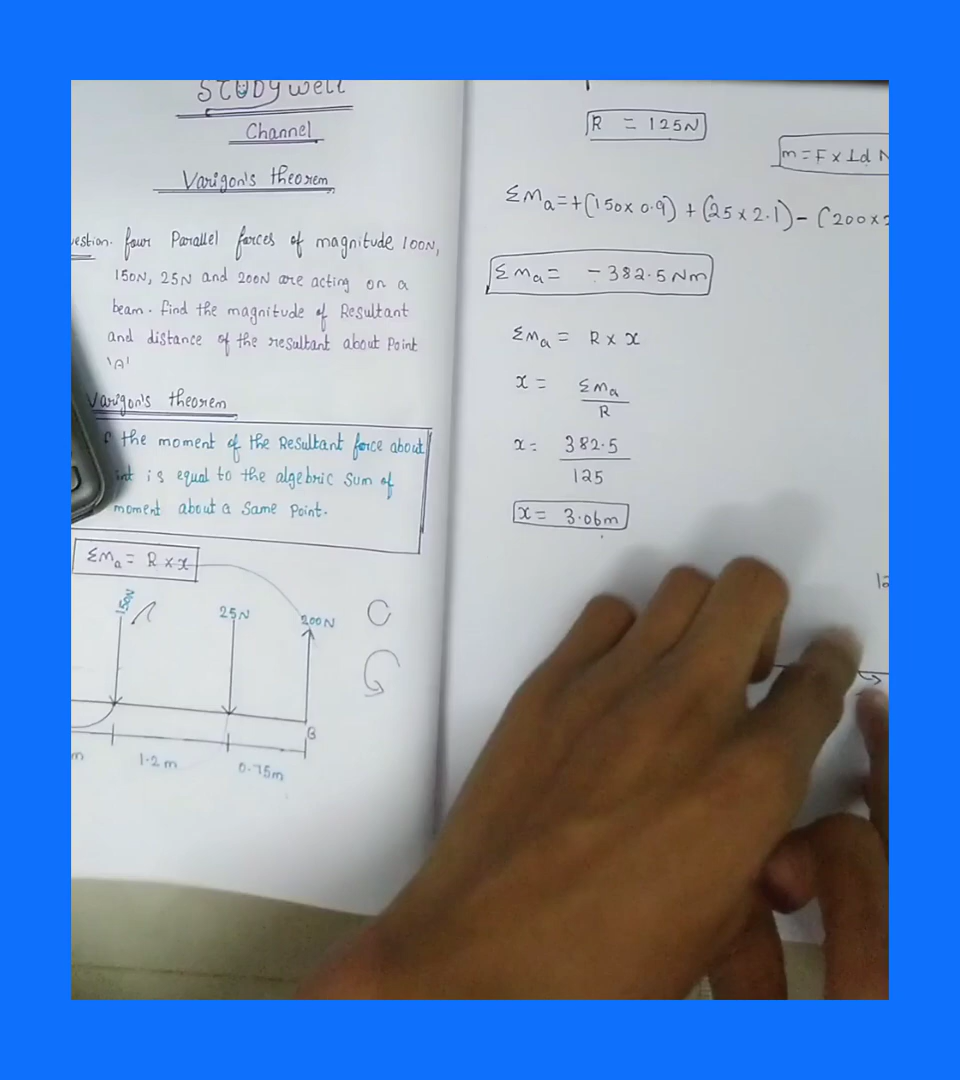 STUDY well
Channel
Varigon's theorem
four Parallel forces of magnitude 100N,
150N, 25N and 200N are acting on a
beam. find the magnitude of Resultant
and distance of the resultant about Point
'A'
Varigon's theorem
the moment of the Resultant force about
is equal to the algebric sum of
moment about a Same Point.
ΣMa = R × x
150N
25N
200N
B
m
1.2 m
0.75m
R = 125N
m = F × ⊥d N
ΣMa = +(150 × 0.9) + (25 × 2.1) - (200 ×
ΣMa = - 382.5 Nm
ΣMa = R × x
x = ΣMa
R
x = 382.5
125
x = 3.06m